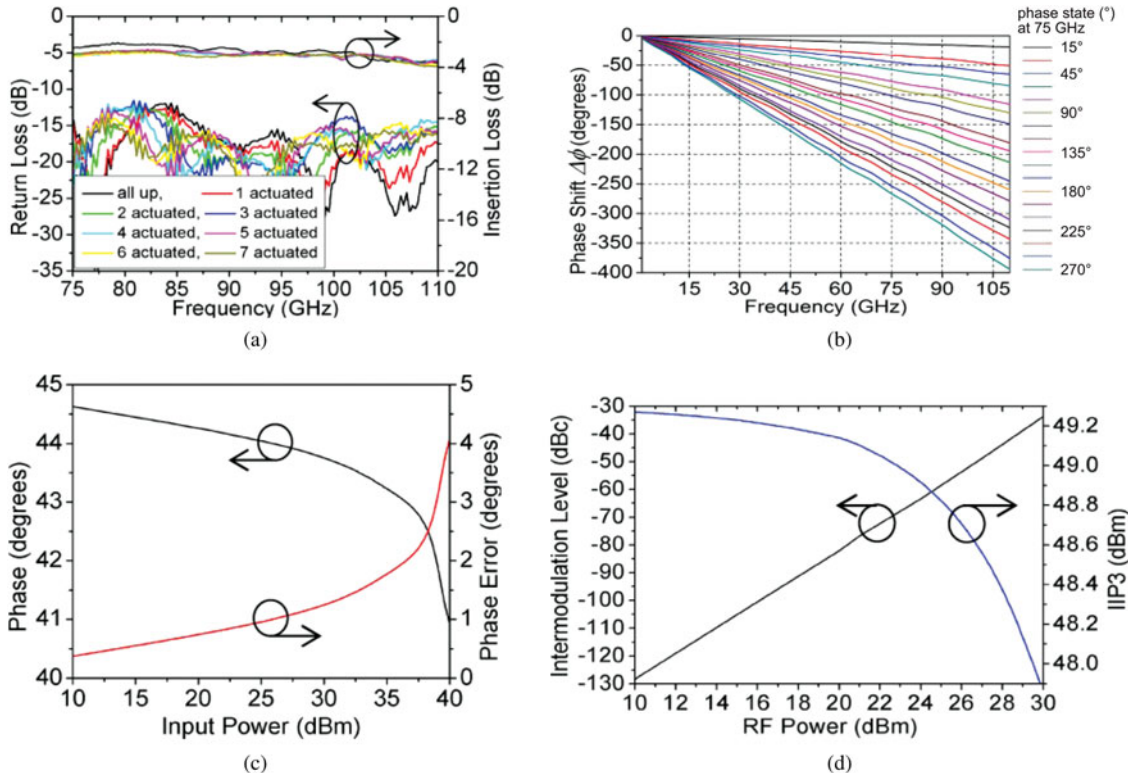 0
-5
-10
-15
-20
-25
-30
-35
Return Loss (dB)
0
-4
-8
-12
-16
-20
Insertion Loss (dB)
all up,
1 actuated
2 actuated,
3 actuated
4 actuated,
5 actuated
6 actuated,
7 actuated
75 80 85 90 95 100 105 110
Frequency (GHz)
(a)
phase state (°)
at 75 GHz
15°
45°
90°
135°
180°
225°
270°
0
-50
-100
-150
-200
-250
-300
-350
-400
Phase Shift Δϕ (degrees)
15 30 45 60 75 90 105
Frequency (GHz)
(b)
45
44
43
42
41
40
Phase (degrees)
5
4
3
2
1
0
Phase Error (degrees)
10 15 20 25 30 35 40
Input Power (dBm)
(c)
-30
-40
-50
-60
-70
-80
-90
-100
-110
-120
-130
Intermodulation Level (dBc)
49.2
49.0
48.8
48.6
48.4
48.2
48.0
IIP3 (dBm)
10 12 14 16 18 20 22 24 26 28 30
RF Power (dBm)
(d)